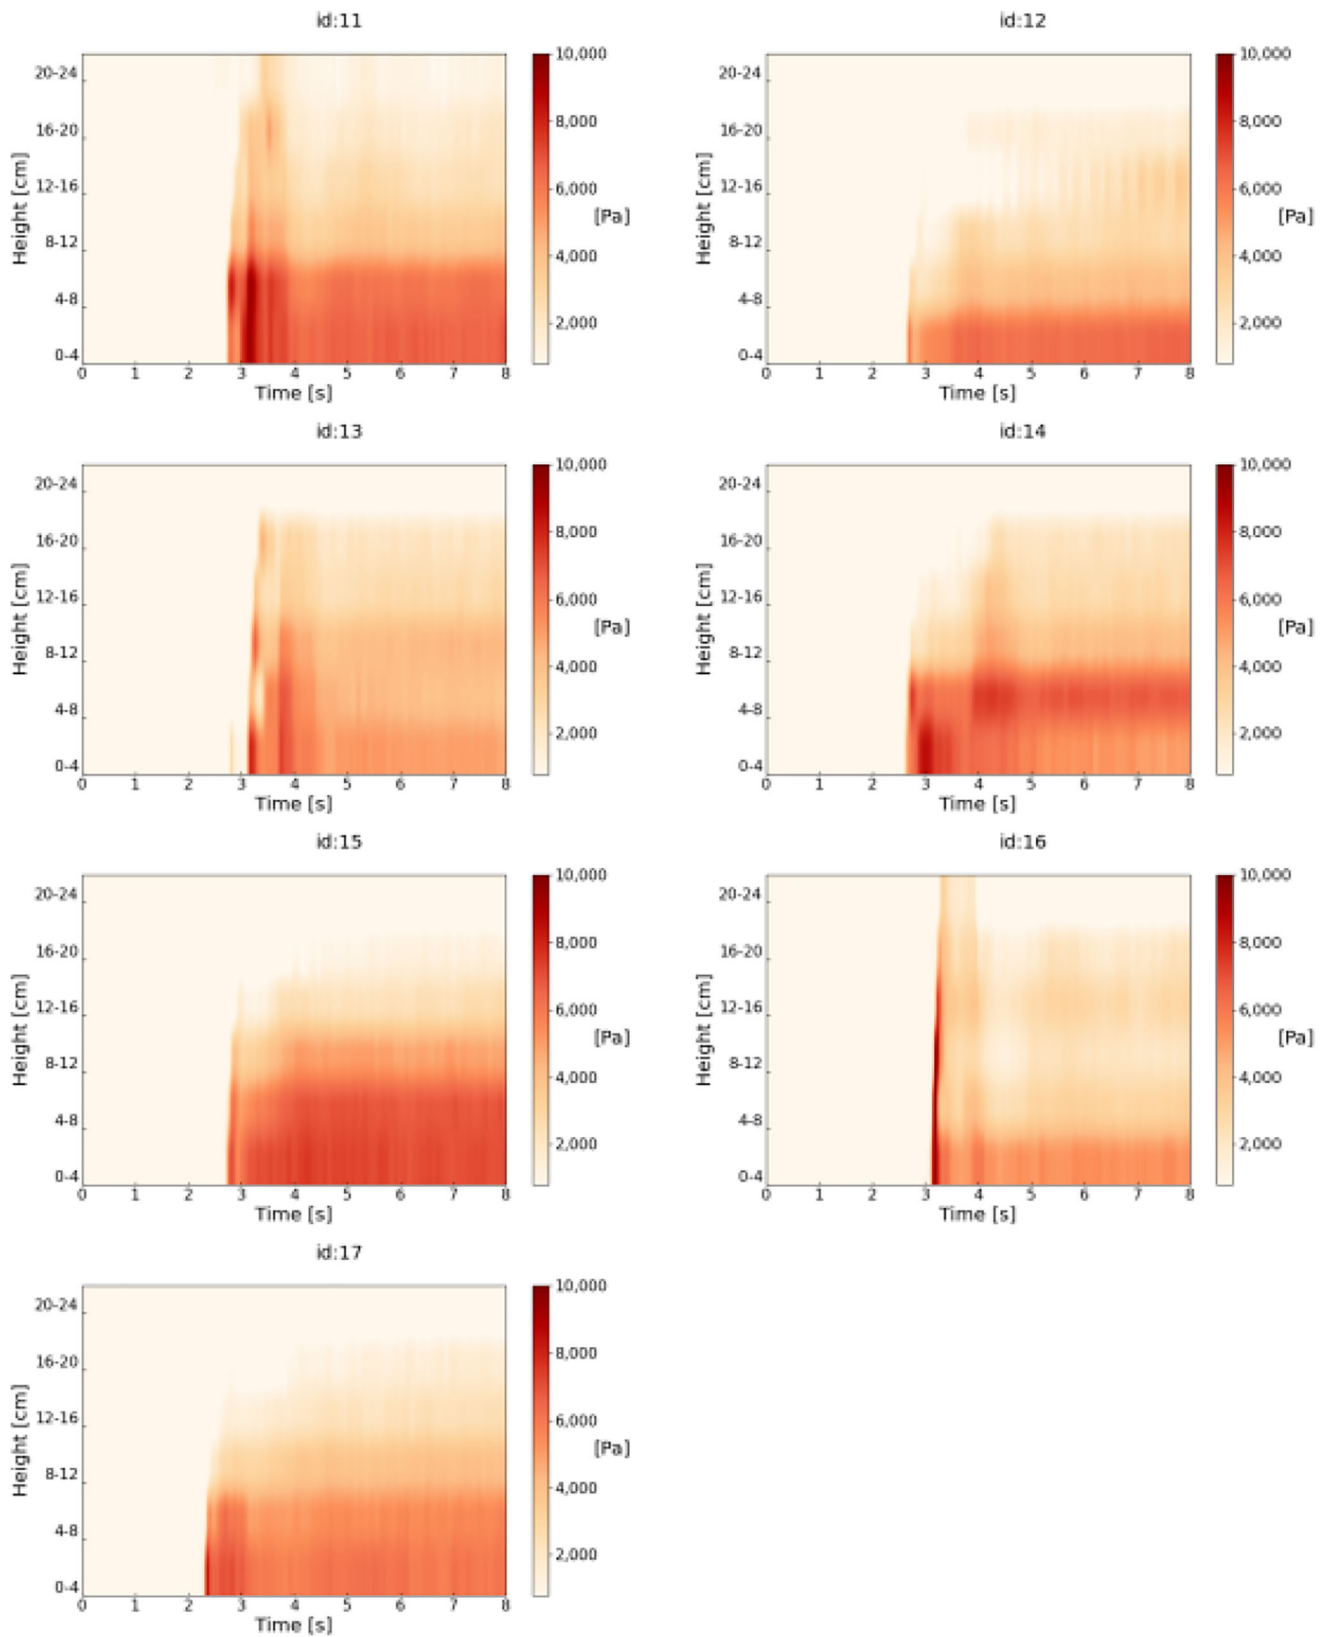 id:11
id:12
20-24
16-20
12-16
8-12
4-8
0-4
Height [cm]
0 1 2 3 4 5 6 7 8
Time [s]
10,000
8,000
6,000
4,000
2,000
[Pa]
20-24
16-20
12-16
8-12
4-8
0-4
Height [cm]
0 1 2 3 4 5 6 7 8
Time [s]
10,000
8,000
6,000
4,000
2,000
[Pa]
id:13
id:14
20-24
16-20
12-16
8-12
4-8
0-4
Height [cm]
0 1 2 3 4 5 6 7 8
Time [s]
10,000
8,000
6,000
4,000
2,000
[Pa]
20-24
16-20
12-16
8-12
4-8
0-4
Height [cm]
0 1 2 3 4 5 6 7 8
Time [s]
10,000
8,000
6,000
4,000
2,000
[Pa]
id:15
id:16
20-24
16-20
12-16
8-12
4-8
0-4
Height [cm]
0 1 2 3 4 5 6 7 8
Time [s]
10,000
8,000
6,000
4,000
2,000
[Pa]
20-24
16-20
12-16
8-12
4-8
0-4
Height [cm]
0 1 2 3 4 5 6 7 8
Time [s]
10,000
8,000
6,000
4,000
2,000
[Pa]
id:17
20-24
16-20
12-16
8-12
4-8
0-4
Height [cm]
0 1 2 3 4 5 6 7 8
Time [s]
10,000
8,000
6,000
4,000
2,000
[Pa]